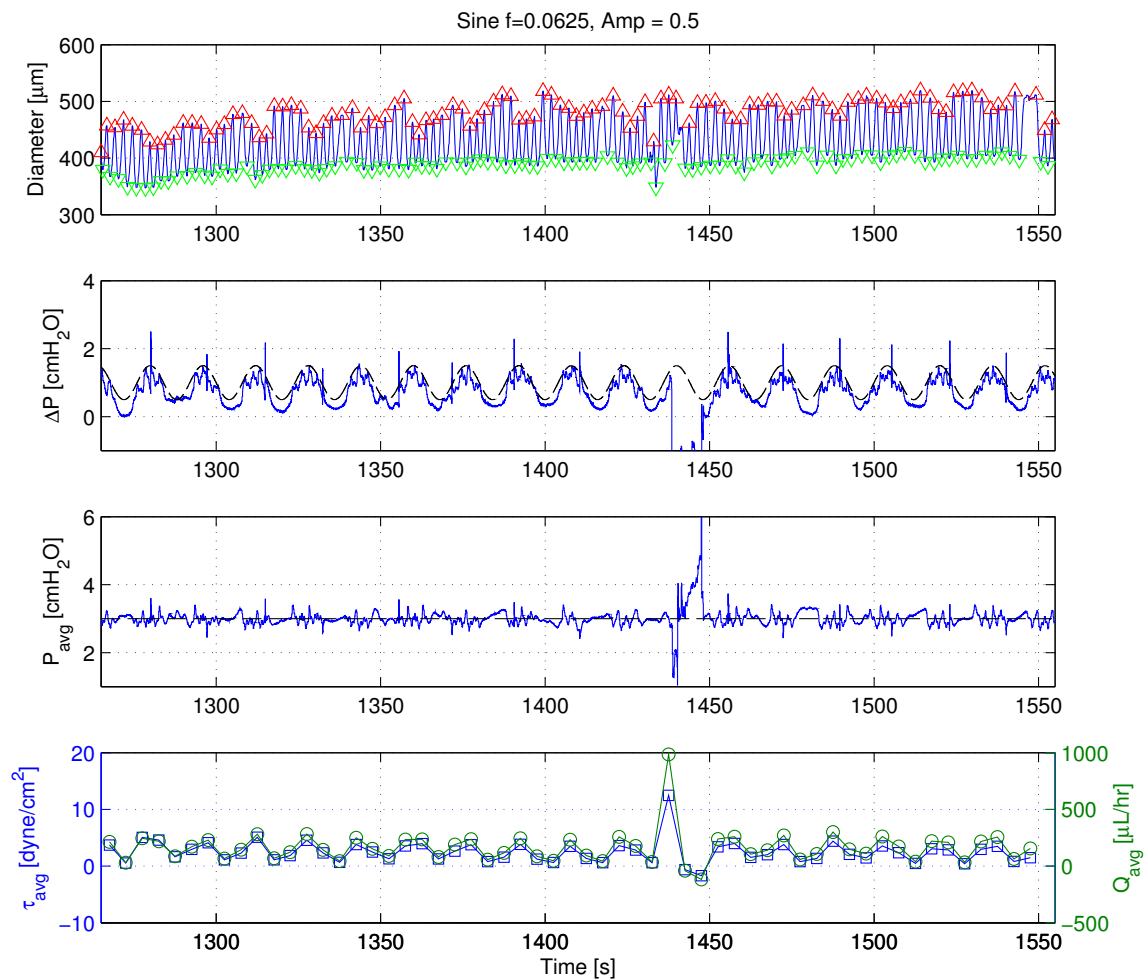 Sine f=0.0625, Amp = 0.5
600
500
400
300
Diameter [μm]
1300 1350 1400 1450 1500 1550
4
2
0
ΔP [cmH₂O]
1300 1350 1400 1450 1500 1550
6
4
2
P_avg [cmH₂O]
1300 1350 1400 1450 1500 1550
20
10
0
−10
τ_avg [dyne/cm²]
1000
500
0
−500
Q_avg [μL/hr]
1300 1350 1400 1450 1500 1550
Time [s]